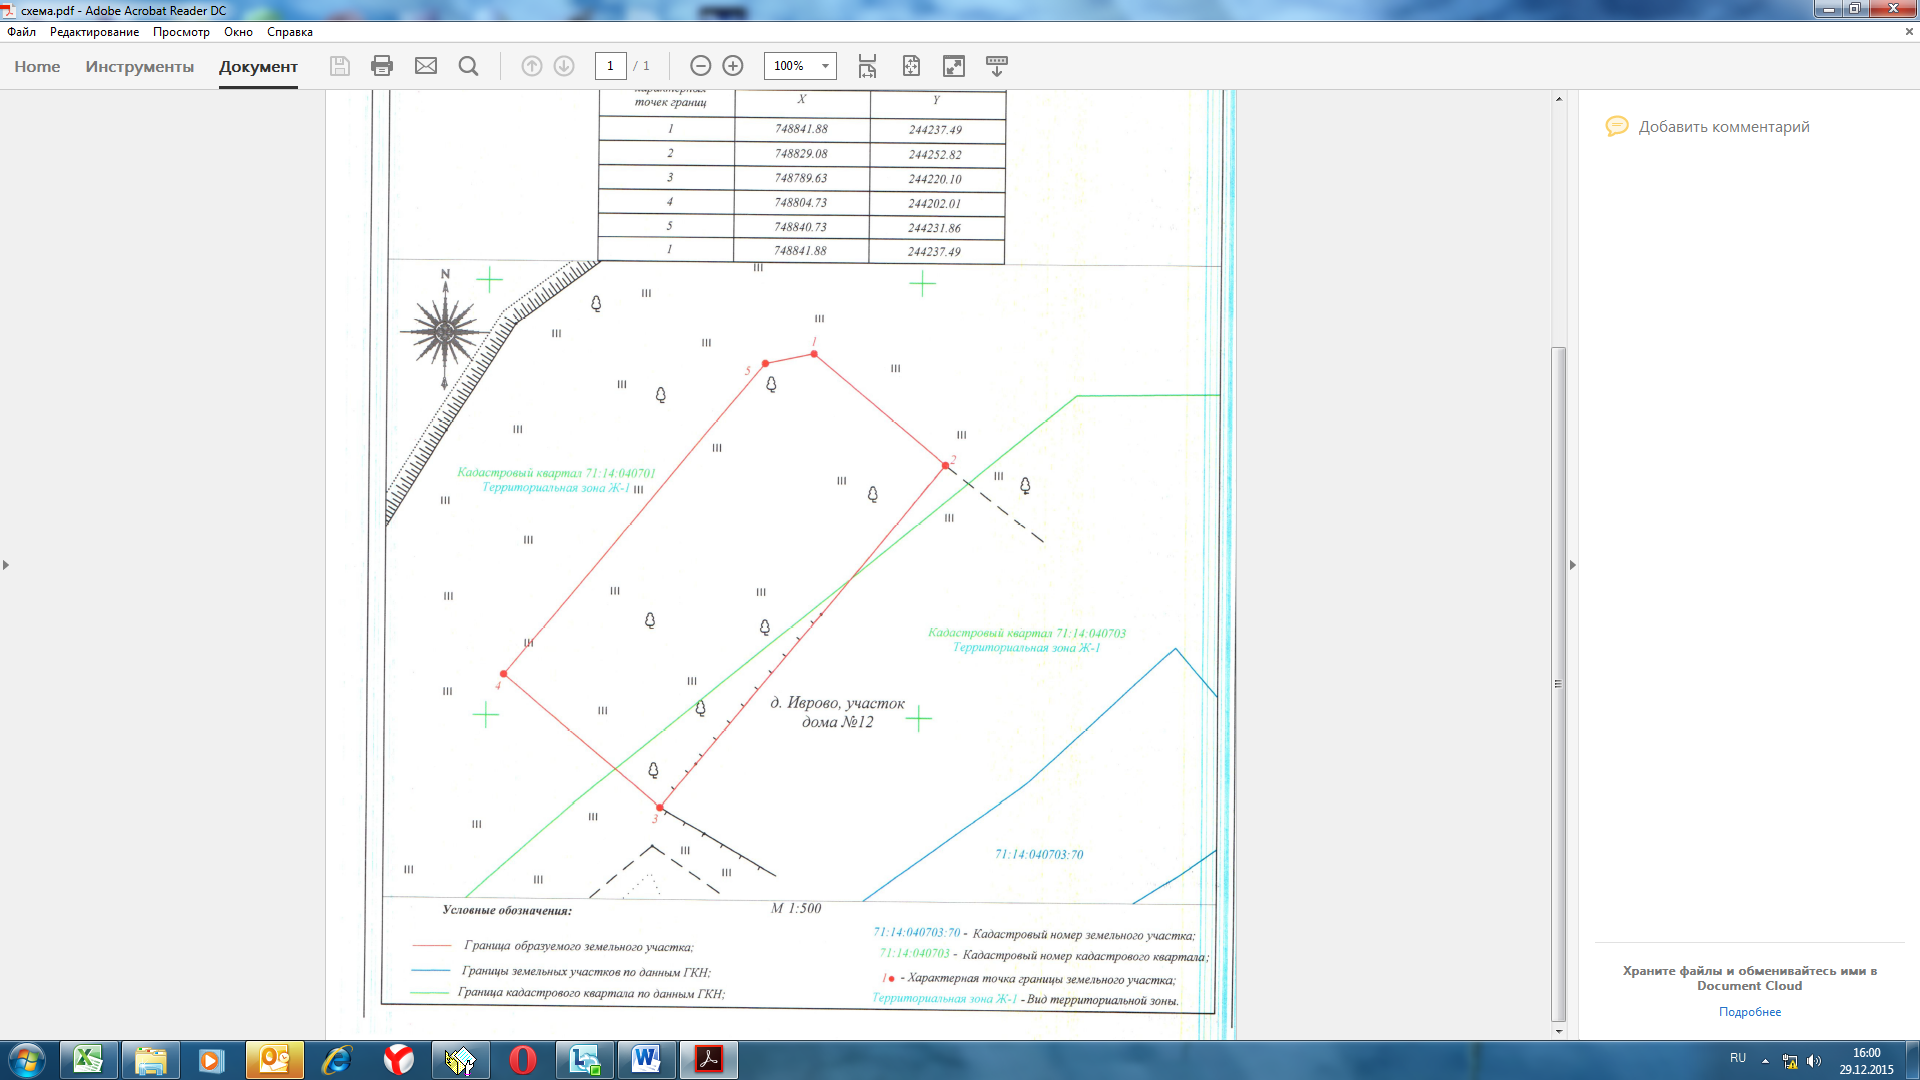 схема.pdf - Adobe Acrobat Reader DC
Файл Редактирование Просмотр Окно Справка
Home Инструменты Документ 1 / 1 100%
Добавить комментарий
характерных
точек границ X Y
1 748841.88 244237.49
2 748829.08 244252.82
3 748789.63 244220.10
4 748804.73 244202.01
5 748840.73 244231.86
1 748841.88 244237.49
N
1
5
2
Кадастровый квартал 71:14:040701
Территориальная зона Ж-1
Кадастровый квартал 71:14:040703
Территориальная зона Ж-1
4
д. Иврово, участок
дома №12
3
71:14:040703:70
М 1:500
Условные обозначения:
Граница образуемого земельного участка;
Границы земельных участков по данным ГКН;
Граница кадастрового квартала по данным ГКН;
71:14:040703:70 - Кадастровый номер земельного участка;
71:14:040703 - Кадастровый номер кадастрового квартала;
1 - Характерная точка границы земельного участка;
Территориальная зона Ж-1 - Вид территориальной зоны.
Храните файлы и обменивайтесь ими в
Document Cloud
Подробнее
RU
16:00
29.12.2015